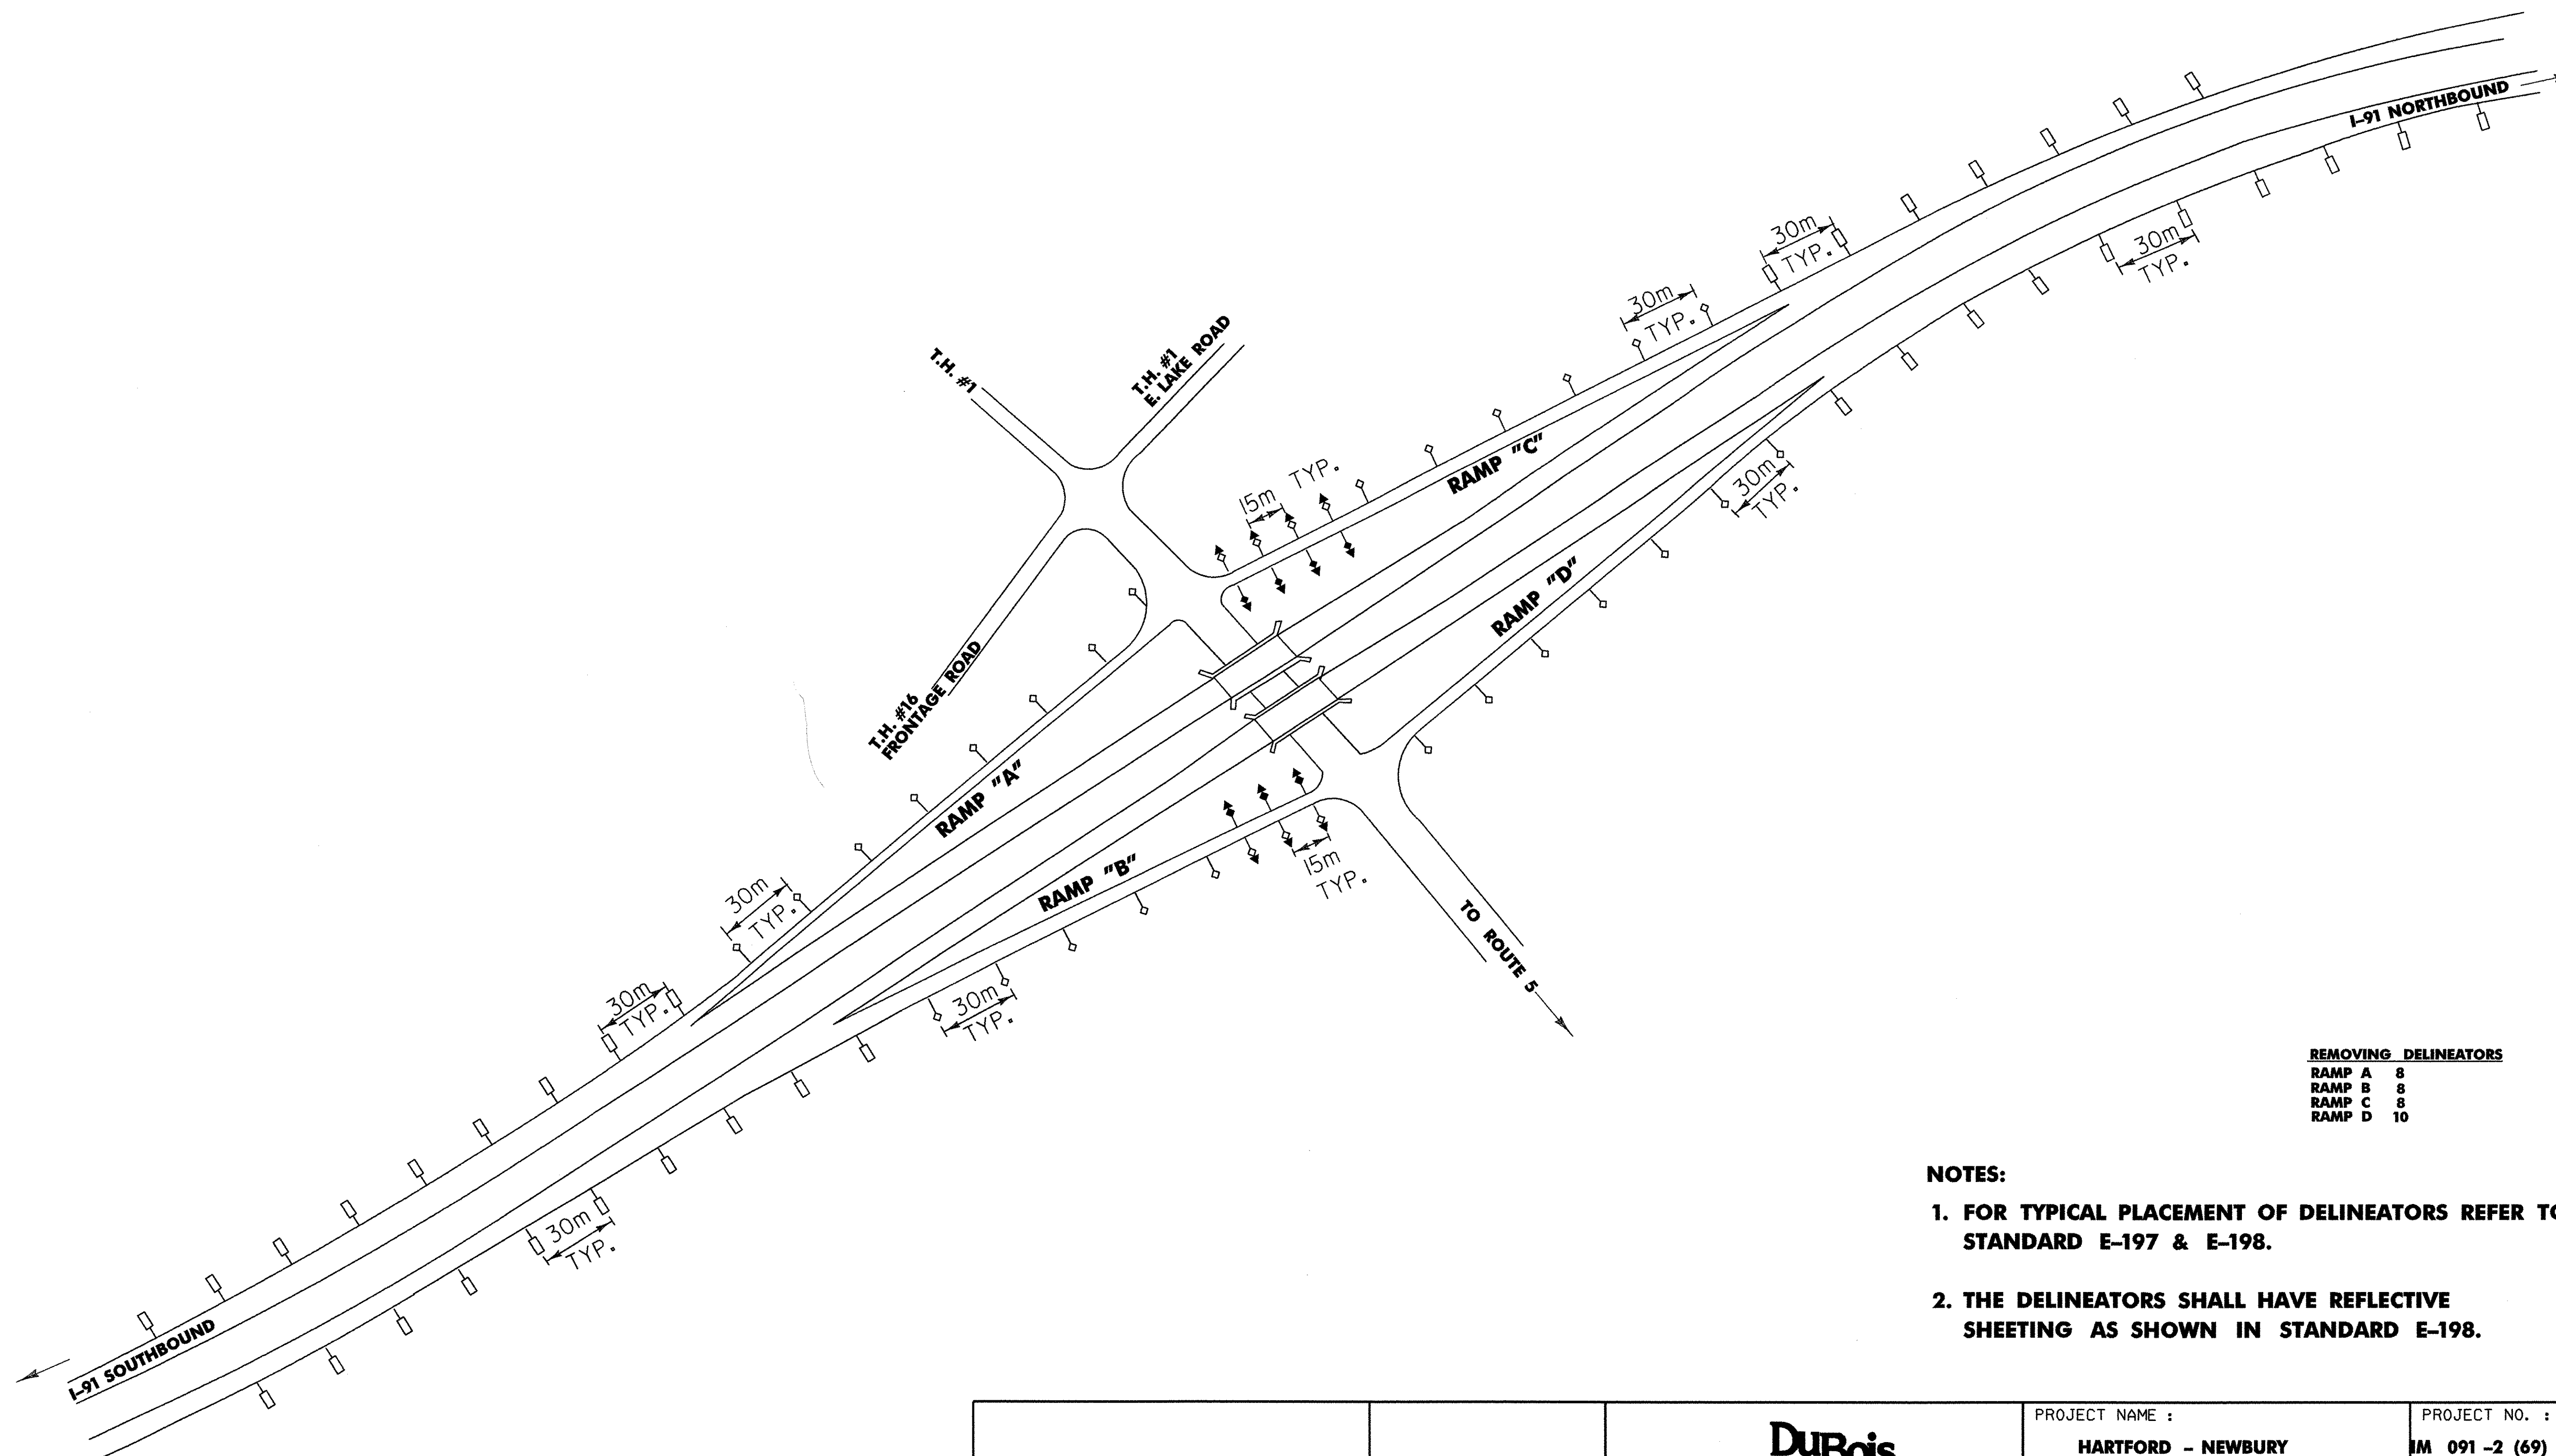 I-91 NORTHBOUND
30m
TYP.
30m
TYP.
30m
TYP.
T.H. #1
T.H. #1
E. LAKE ROAD
RAMP "C"
15m TYP.
30m
TYP.
RAMP "D"
T.H. #16
FRONTAGE ROAD
RAMP "A"
RAMP "B"
15m
TYP.
30m
TYP.
TO ROUTE 5
30m
TYP.
30m
TYP.
30m
TYP.
I-91 SOUTHBOUND
REMOVING DELINEATORS
RAMP A 8
RAMP B 8
RAMP C 8
RAMP D 10
NOTES:
1. FOR TYPICAL PLACEMENT OF DELINEATORS REFER TO
STANDARD E-197 & E-198.
2. THE DELINEATORS SHALL HAVE REFLECTIVE
SHEETING AS SHOWN IN STANDARD E-198.
DuBois
PROJECT NAME :
HARTFORD - NEWBURY
PROJECT NO. :
IM 091 -2 (69)